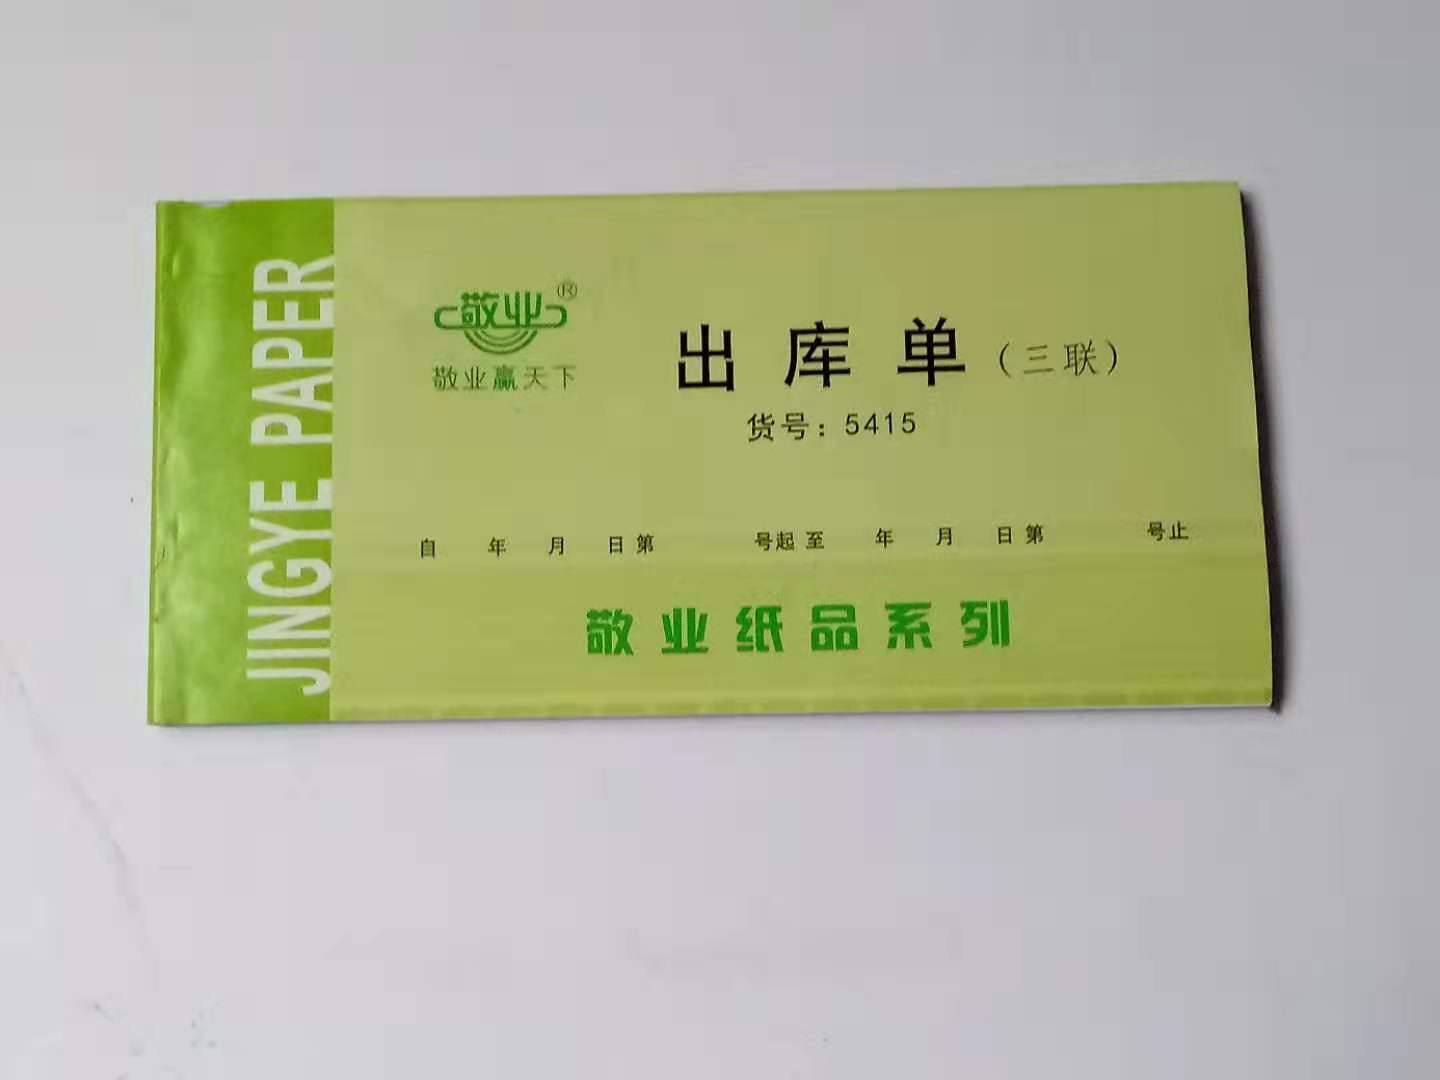 JINGYE PAPER
敬业®
敬业赢天下
出库单（三联）
货号：5415
自 年 月 日第 号起至 年 月 日第 号止
敬业纸品系列